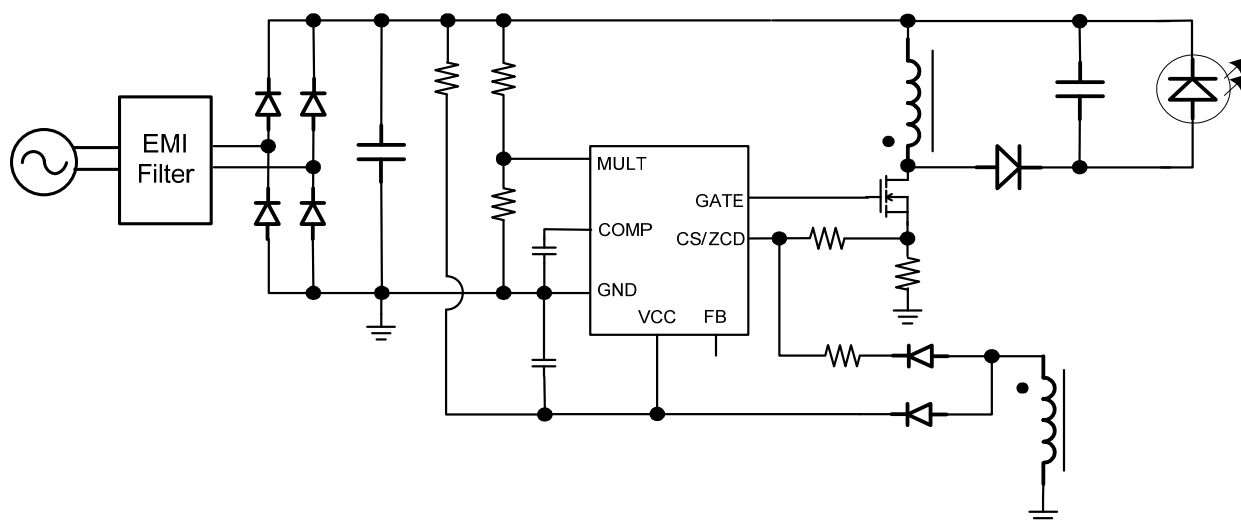 EMI
Filter
MULT
GATE
COMP
CS/ZCD
GND
VCC
FB